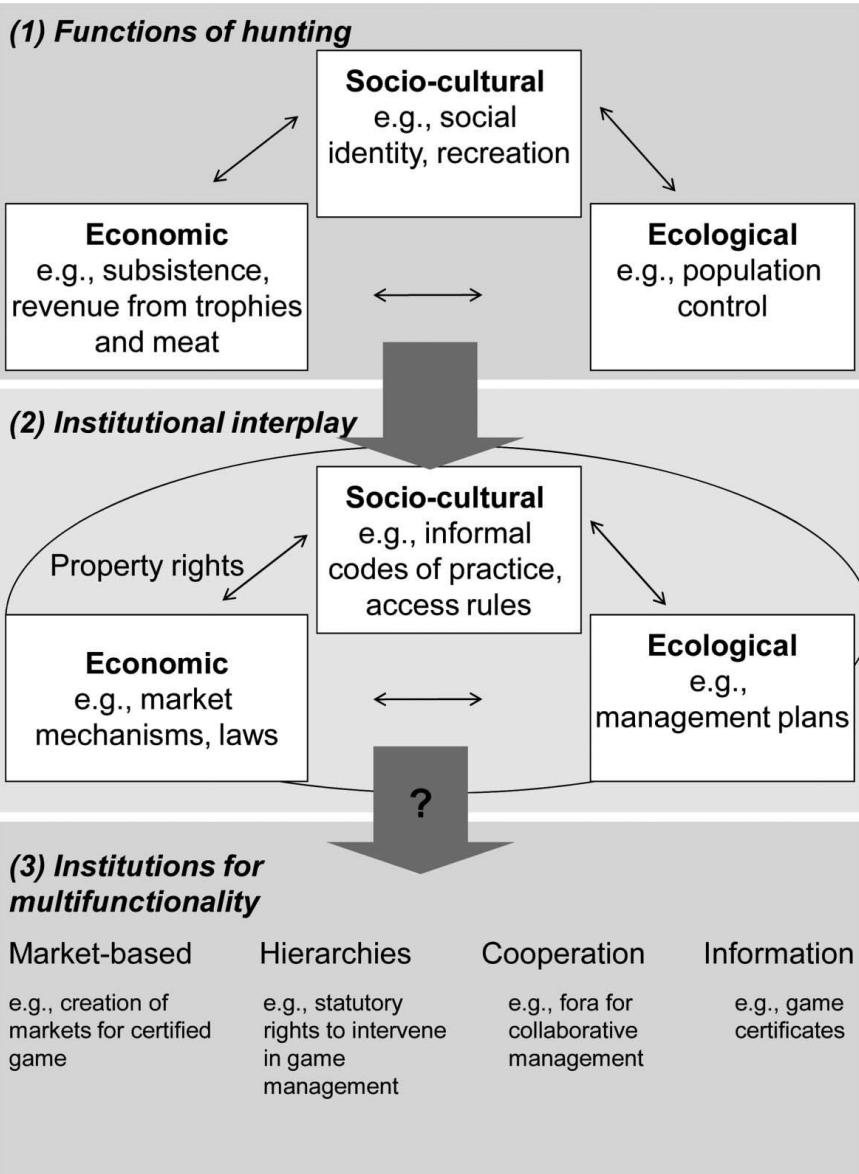 (1) Functions of hunting
Socio-cultural
e.g., social
identity, recreation
Economic
e.g., subsistence,
revenue from trophies
and meat
Ecological
e.g., population
control
(2) Institutional interplay
Socio-cultural
e.g., informal
codes of practice,
access rules
Property rights
Economic
e.g., market
mechanisms, laws
Ecological
e.g.,
management plans
?
(3) Institutions for
multifunctionality
Market-based
e.g., creation of
markets for certified
game
Hierarchies
e.g., statutory
rights to intervene
in game
management
Cooperation
e.g., fora for
collaborative
management
Information
e.g., game
certificates